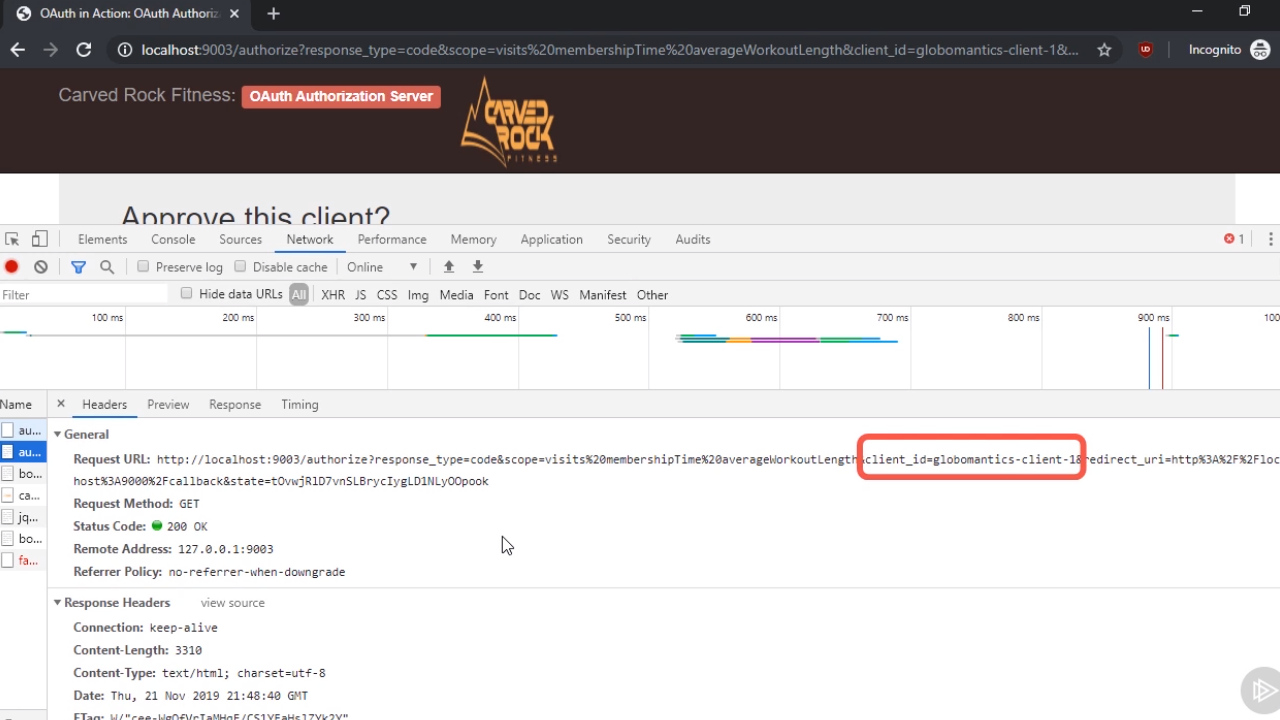 OAuth in Action: OAuth Authoriz
localhost:9003/authorize?response_type=code&scope=visits%20membershipTime%20averageWorkoutLength&client_id=globomantics-client-1&...
Incognito
Carved Rock Fitness: OAuth Authorization Server
CARVED
ROCK
FITNESS
Approve this client?
Elements Console Sources Network Performance Memory Application Security Audits 1
Preserve log Disable cache Online
Filter Hide data URLs All XHR JS CSS Img Media Font Doc WS Manifest Other
100 ms 200 ms 300 ms 400 ms 500 ms 600 ms 700 ms 800 ms 900 ms 100
Name Headers Preview Response Timing
au...
au...
bo...
ca...
jq...
bo...
fa...
General
Request URL: http://localhost:9003/authorize?response_type=code&scope=visits%20membershipTime%20averageWorkoutLength&client_id=globomantics-client-1&redirect_uri=http%3A%2F%2Floc
host%3A9000%2Fcallback&state=tOvwjRlD7vnSLBrycIygLD1NLyOOpook
Request Method: GET
Status Code: 200 OK
Remote Address: 127.0.0.1:9003
Referrer Policy: no-referrer-when-downgrade
Response Headers view source
Connection: keep-alive
Content-Length: 3310
Content-Type: text/html; charset=utf-8
Date: Thu, 21 Nov 2019 21:48:40 GMT
ETag: